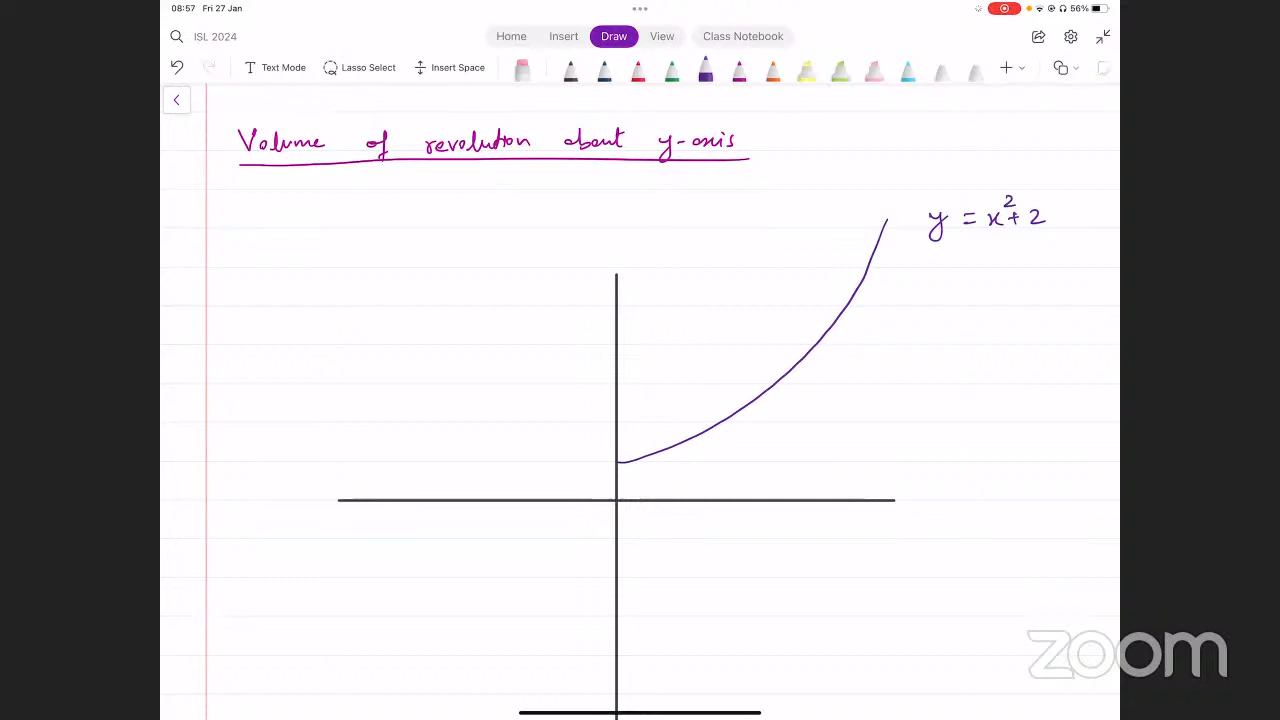 08:57 Fri 27 Jan
56%
ISL 2024
Home Insert Draw View Class Notebook
Text Mode Lasso Select Insert Space
Volume of revolution about y-axis
y = x² + 2
zoom